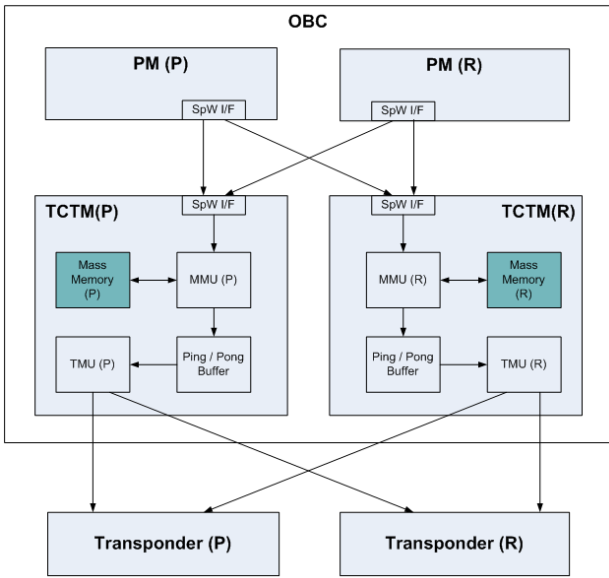 OBC
PM (P)
PM (R)
SpW I/F
SpW I/F
TCTM(P)
SpW I/F
SpW I/F
TCTM(R)
Mass
Memory
(P)
MMU (P)
MMU (R)
Mass
Memory
(R)
TMU (P)
Ping / Pong
Buffer
Ping / Pong
Buffer
TMU (R)
Transponder (P)
Transponder (R)